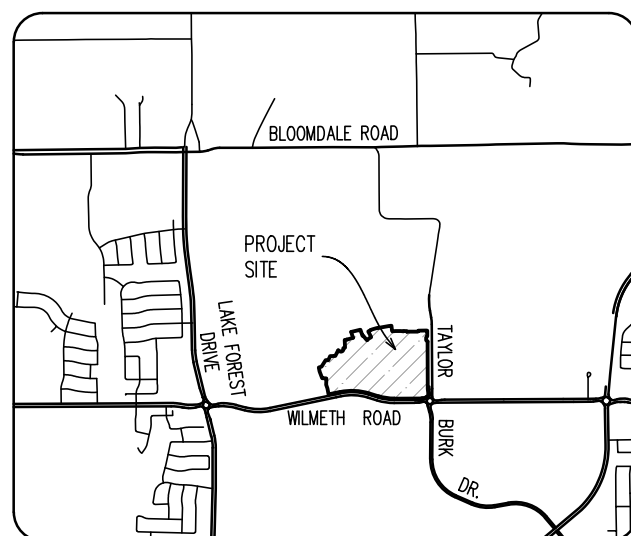 BLOOMDALE ROAD
PROJECT
SITE
LAKE FOREST
DRIVE
TAYLOR
WILMETH ROAD
BURK
DR.